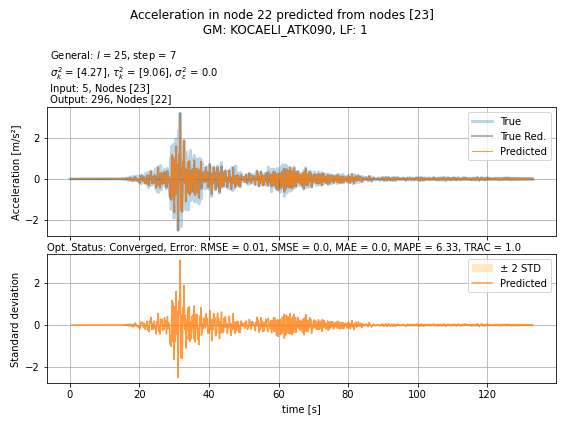 Acceleration in node 22 predicted from nodes [23]
GM: KOCAELI_ATK090, LF: 1
General: l = 25, step = 7
σ²ₖ = [4.27], τ²ₖ = [9.06], σ²ε = 0.0
Input: 5, Nodes [23]
Output: 296, Nodes [22]
Acceleration [m/s²]
2
0
−2
True
True Red.
Predicted
Opt. Status: Converged, Error: RMSE = 0.01, SMSE = 0.0, MAE = 0.0, MAPE = 6.33, TRAC = 1.0
Standard deviation
2
0
−2
± 2 STD
Predicted
0 20 40 60 80 100 120
time [s]